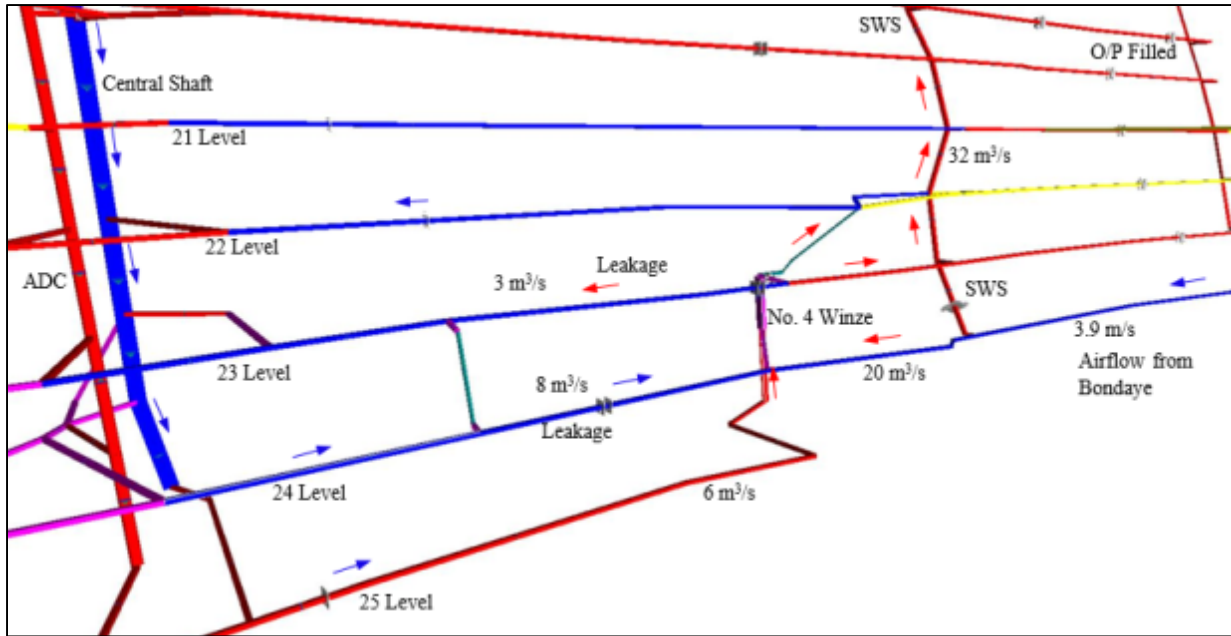 SWS
O/P Filled
Central Shaft
21 Level
32 m³/s
22 Level
ADC
Leakage
3 m³/s
SWS
No. 4 Winze
3.9 m/s
23 Level
8 m³/s
20 m³/s
Airflow from
Bondaye
Leakage
24 Level
6 m³/s
25 Level